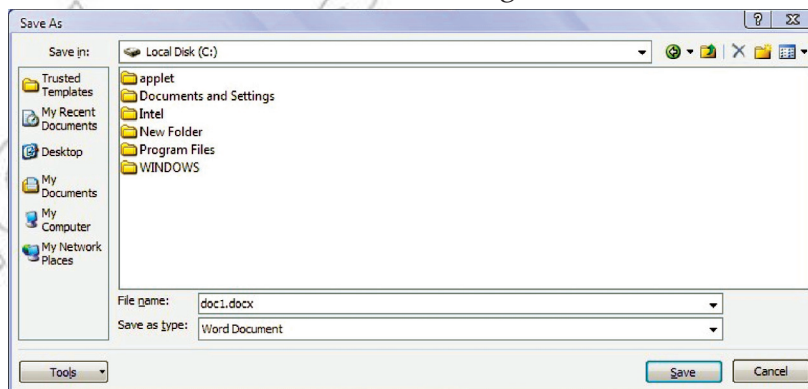 Save As
Save in:
Local Disk (C:)
Trusted
Templates
My Recent
Documents
Desktop
My
Documents
My
Computer
My Network
Places
applet
Documents and Settings
Intel
New Folder
Program Files
WINDOWS
File name:
doc1.docx
Save as type:
Word Document
Tools
Save
Cancel